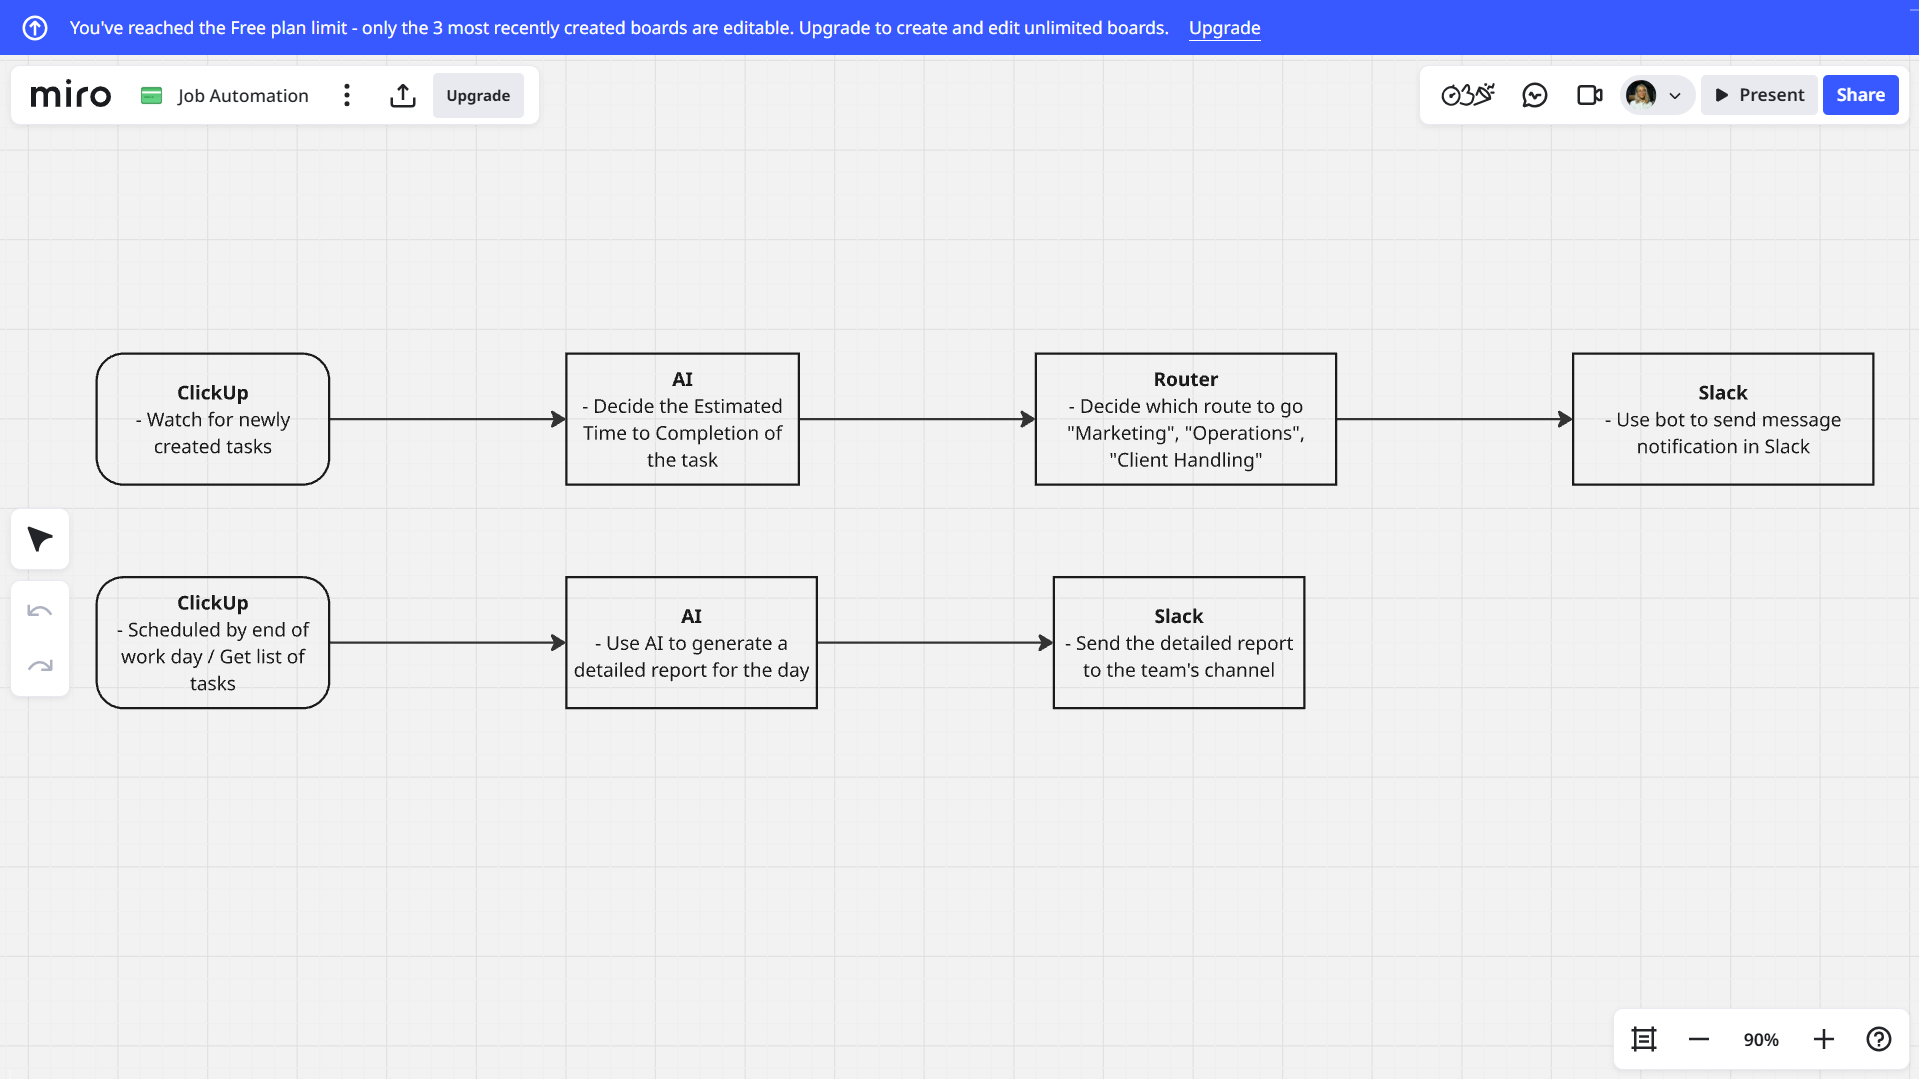 You've reached the Free plan limit - only the 3 most recently created boards are editable. Upgrade to create and edit unlimited boards. Upgrade
miro Job Automation Upgrade
Present Share
ClickUp
- Watch for newly
created tasks
AI
- Decide the Estimated
Time to Completion of
the task
Router
- Decide which route to go
"Marketing", "Operations",
"Client Handling"
Slack
- Use bot to send message
notification in Slack
ClickUp
- Scheduled by end of
work day / Get list of
tasks
AI
- Use AI to generate a
detailed report for the day
Slack
- Send the detailed report
to the team's channel
90%